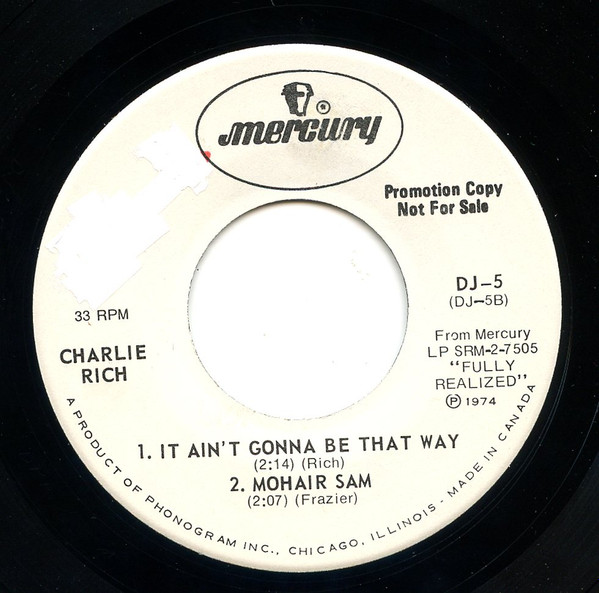 mercury
®
Promotion Copy
Not For Sale
DJ-5
(DJ-5B)
33 RPM
From Mercury
LP SRM-2-7505
"FULLY
REALIZED"
℗ 1974
CHARLIE
RICH
1. IT AIN'T GONNA BE THAT WAY
(2:14) (Rich)
2. MOHAIR SAM
(2:07) (Frazier)
A PRODUCT OF PHONOGRAM INC., CHICAGO, ILLINOIS - MADE IN CANADA